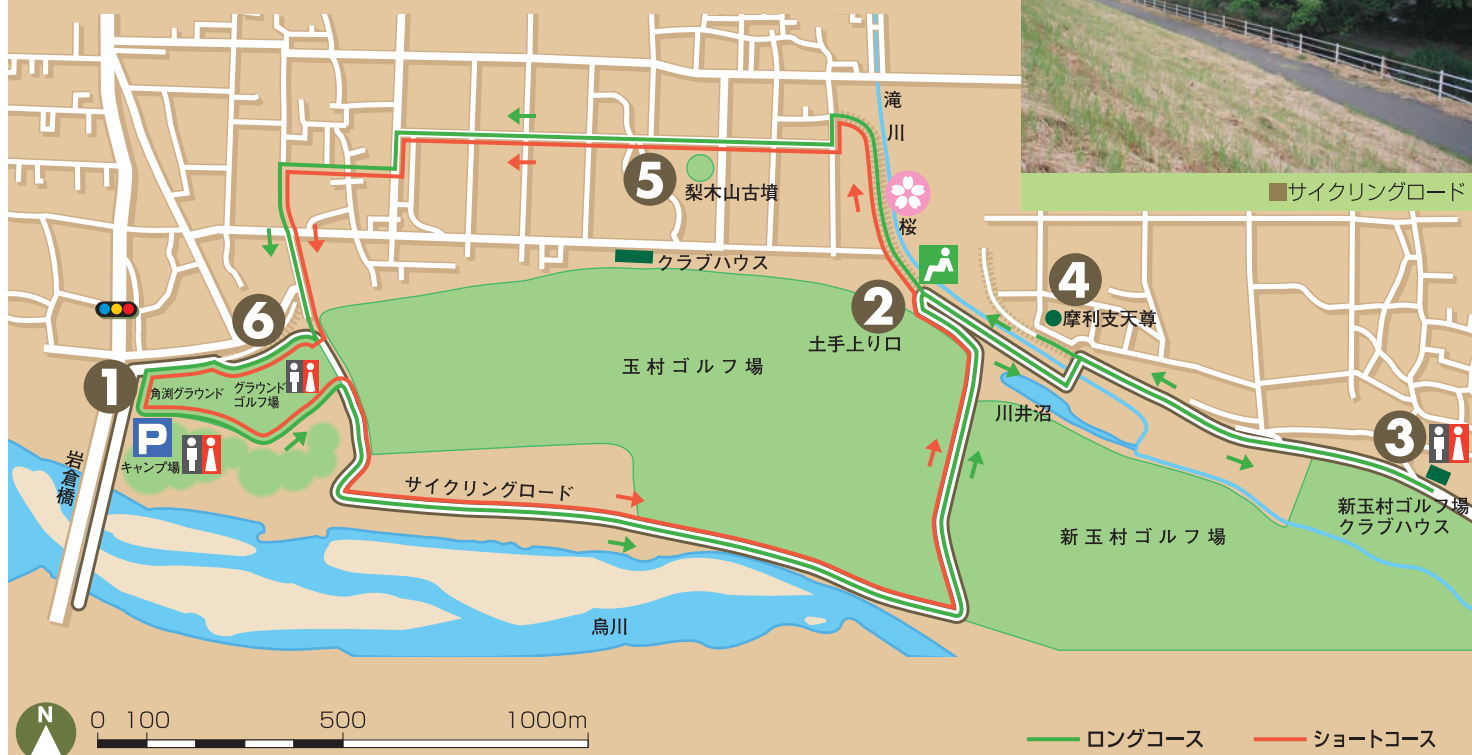 滝川
サイクリングロード
5
梨木山古墳
桜
クラブハウス
4
摩利支天尊
6
2
土手上り口
玉村ゴルフ場
1
角渕グラウンド
グラウンド
ゴルフ場
川井沼
P
キャンプ場
3
岩倉橋
サイクリングロード
新玉村ゴルフ場
クラブハウス
新玉村ゴルフ場
烏川
N
0 100 500 1000m
ロングコース
ショートコース